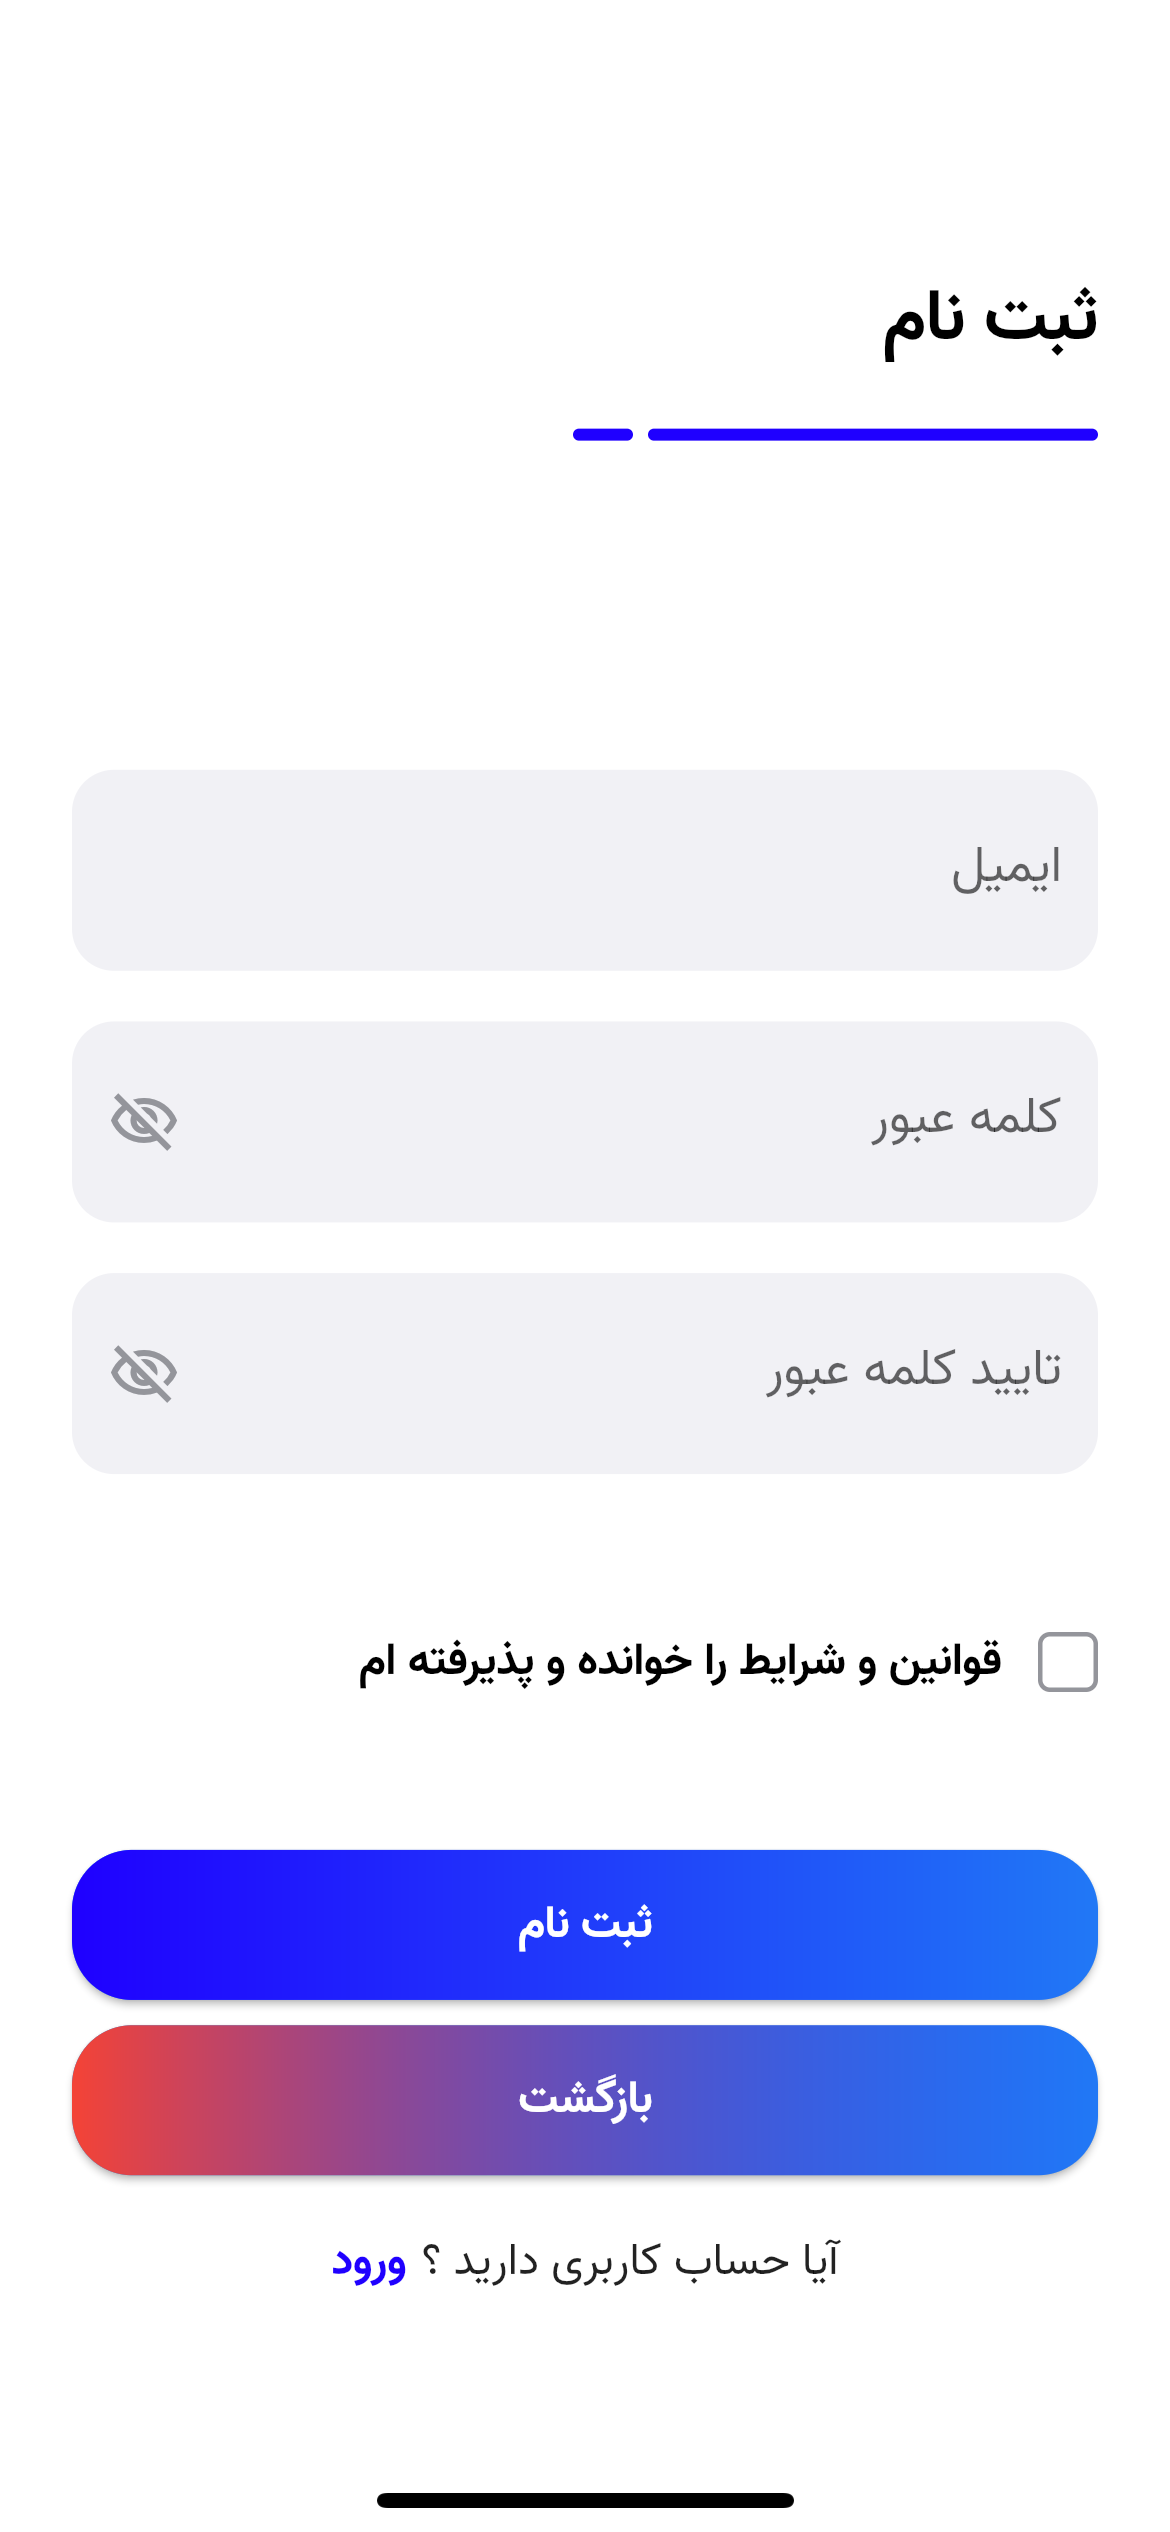 ثبت نام
ایمیل
کلمه عبور
تایید کلمه عبور
قوانین و شرایط را خوانده و پذیرفته ام
ثبت نام
بازگشت
آیا حساب کاربری دارید ؟ ورود